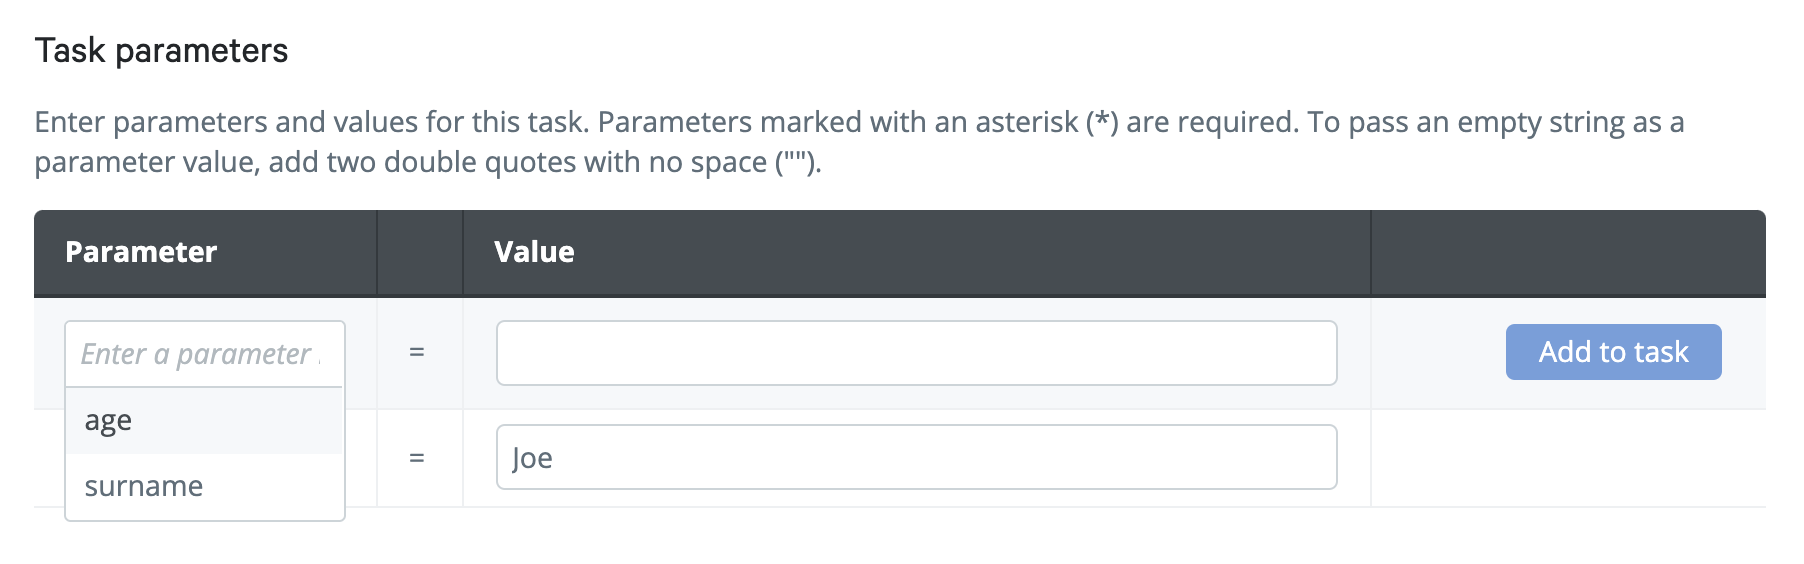 Task parameters
Enter parameters and values for this task. Parameters marked with an asterisk (*) are required. To pass an empty string as a
parameter value, add two double quotes with no space ("").
Parameter Value
Enter a parameter = Add to task
age
= Joe
surname